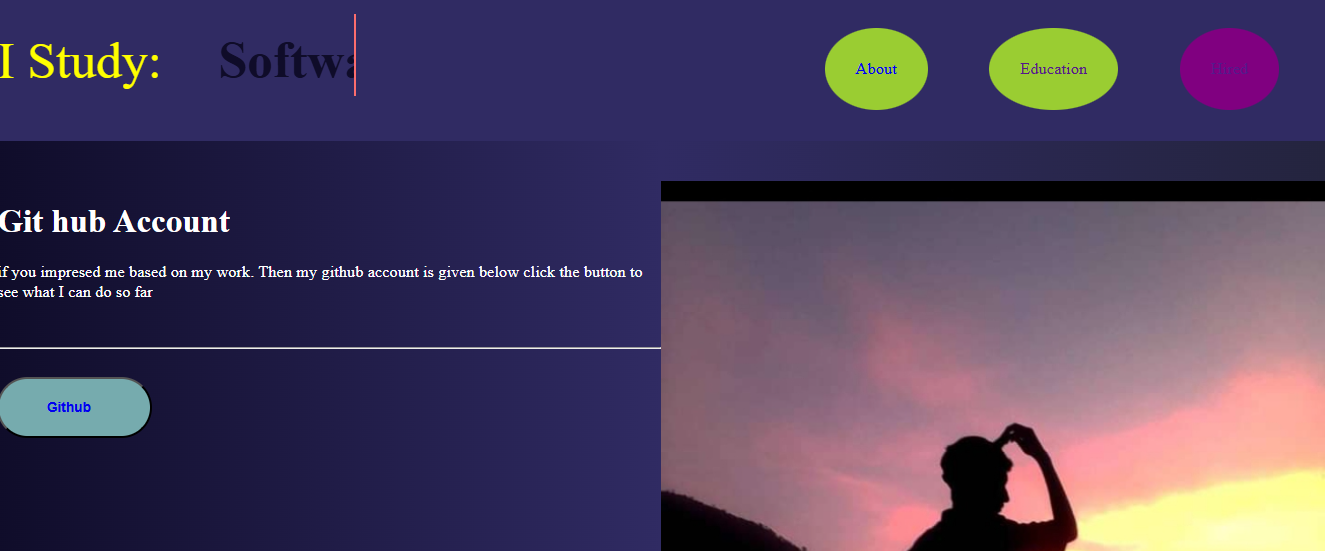 I Study: Softwa
About
Education
Git hub Account
if you impresed me based on my work. Then my github account is given below click the button to
see what I can do so far
Github